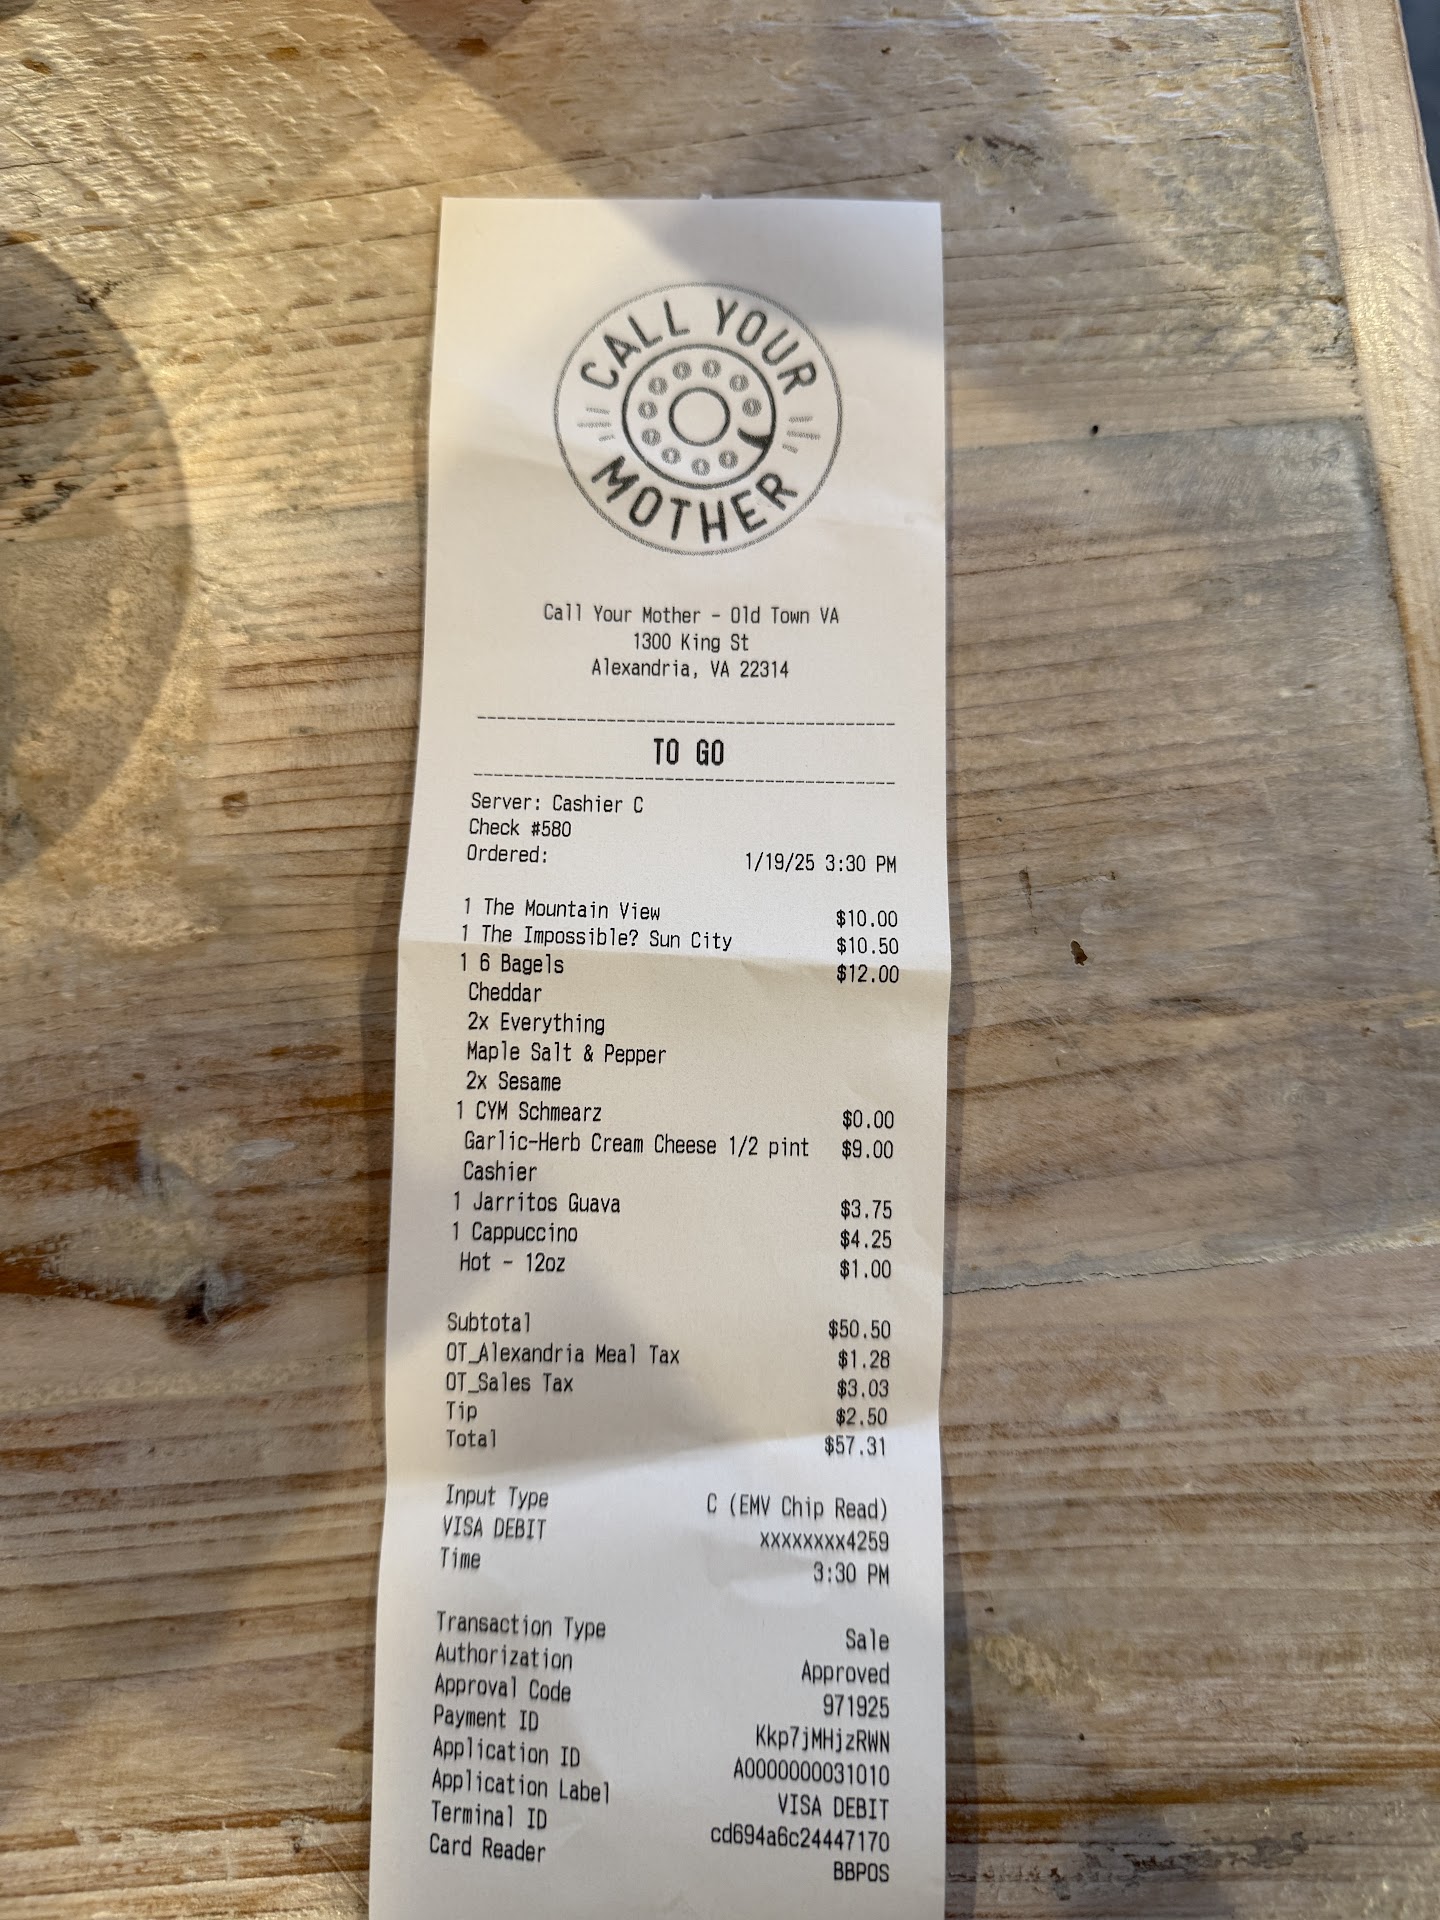 CALL YOUR
MOTHER
Call Your Mother - Old Town VA
1300 King St
Alexandria, VA 22314
TO GO
Server: Cashier C
Check #580
Ordered: 1/19/25 3:30 PM
1 The Mountain View $10.00
1 The Impossible? Sun City $10.50
1 6 Bagels $12.00
Cheddar
2x Everything
Maple Salt & Pepper
2x Sesame
1 CYM Schmearz $0.00
Garlic-Herb Cream Cheese 1/2 pint $9.00
Cashier
1 Jarritos Guava $3.75
1 Cappuccino $4.25
Hot - 12oz $1.00
Subtotal $50.50
OT_Alexandria Meal Tax $1.28
OT_Sales Tax $3.03
Tip $2.50
Total $57.31
Input Type C (EMV Chip Read)
VISA DEBIT xxxxxxxx4259
Time 3:30 PM
Transaction Type Sale
Authorization Approved
Approval Code 971925
Payment ID Kkp7jMHjzRWN
Application ID A0000000031010
Application Label VISA DEBIT
Terminal ID cd694a6c24447170
Card Reader BBPOS